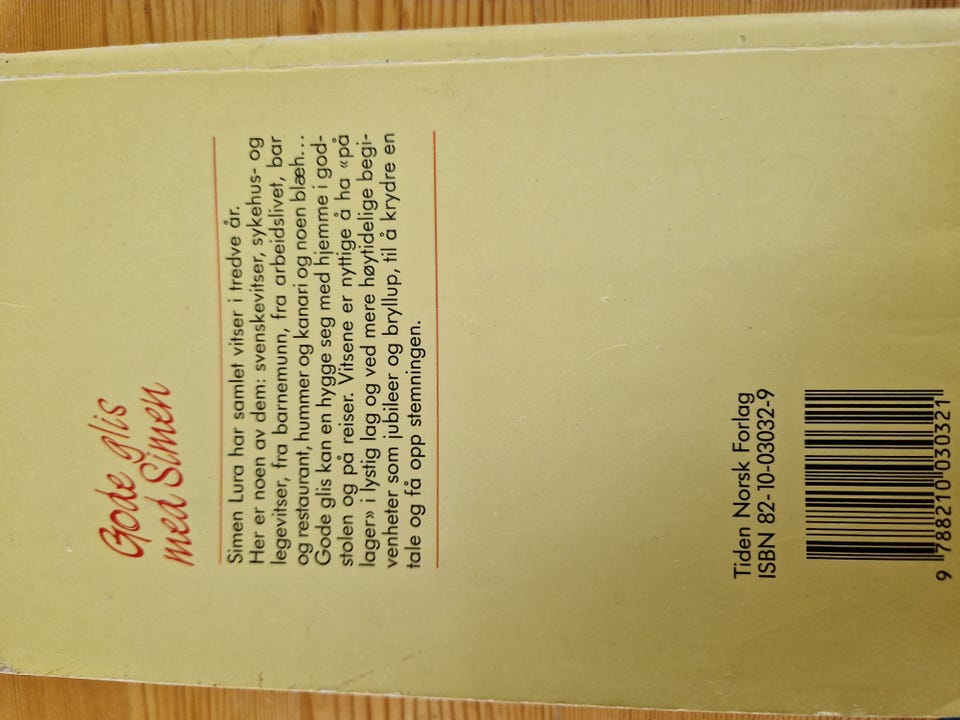 Gode glis
med Simen
Simen Lura har samlet vitser i tredve år.
Her er noen av dem: svenskevitser, sykehus- og
legevitser, fra barnemunn, fra arbeidslivet, bar
og restaurant, hummer og kanari og noen blæh...
Gode glis kan en hygge seg med hjemme i god-
stolen og på reiser. Vitsene er nyttige å ha «på
lager» i lystig lag og ved mere høytidelige begi-
venheter som jubileer og bryllup, til å krydre en
tale og få opp stemningen.
Tiden Norsk Forlag
ISBN 82-10-03032-9
9 788210 030321